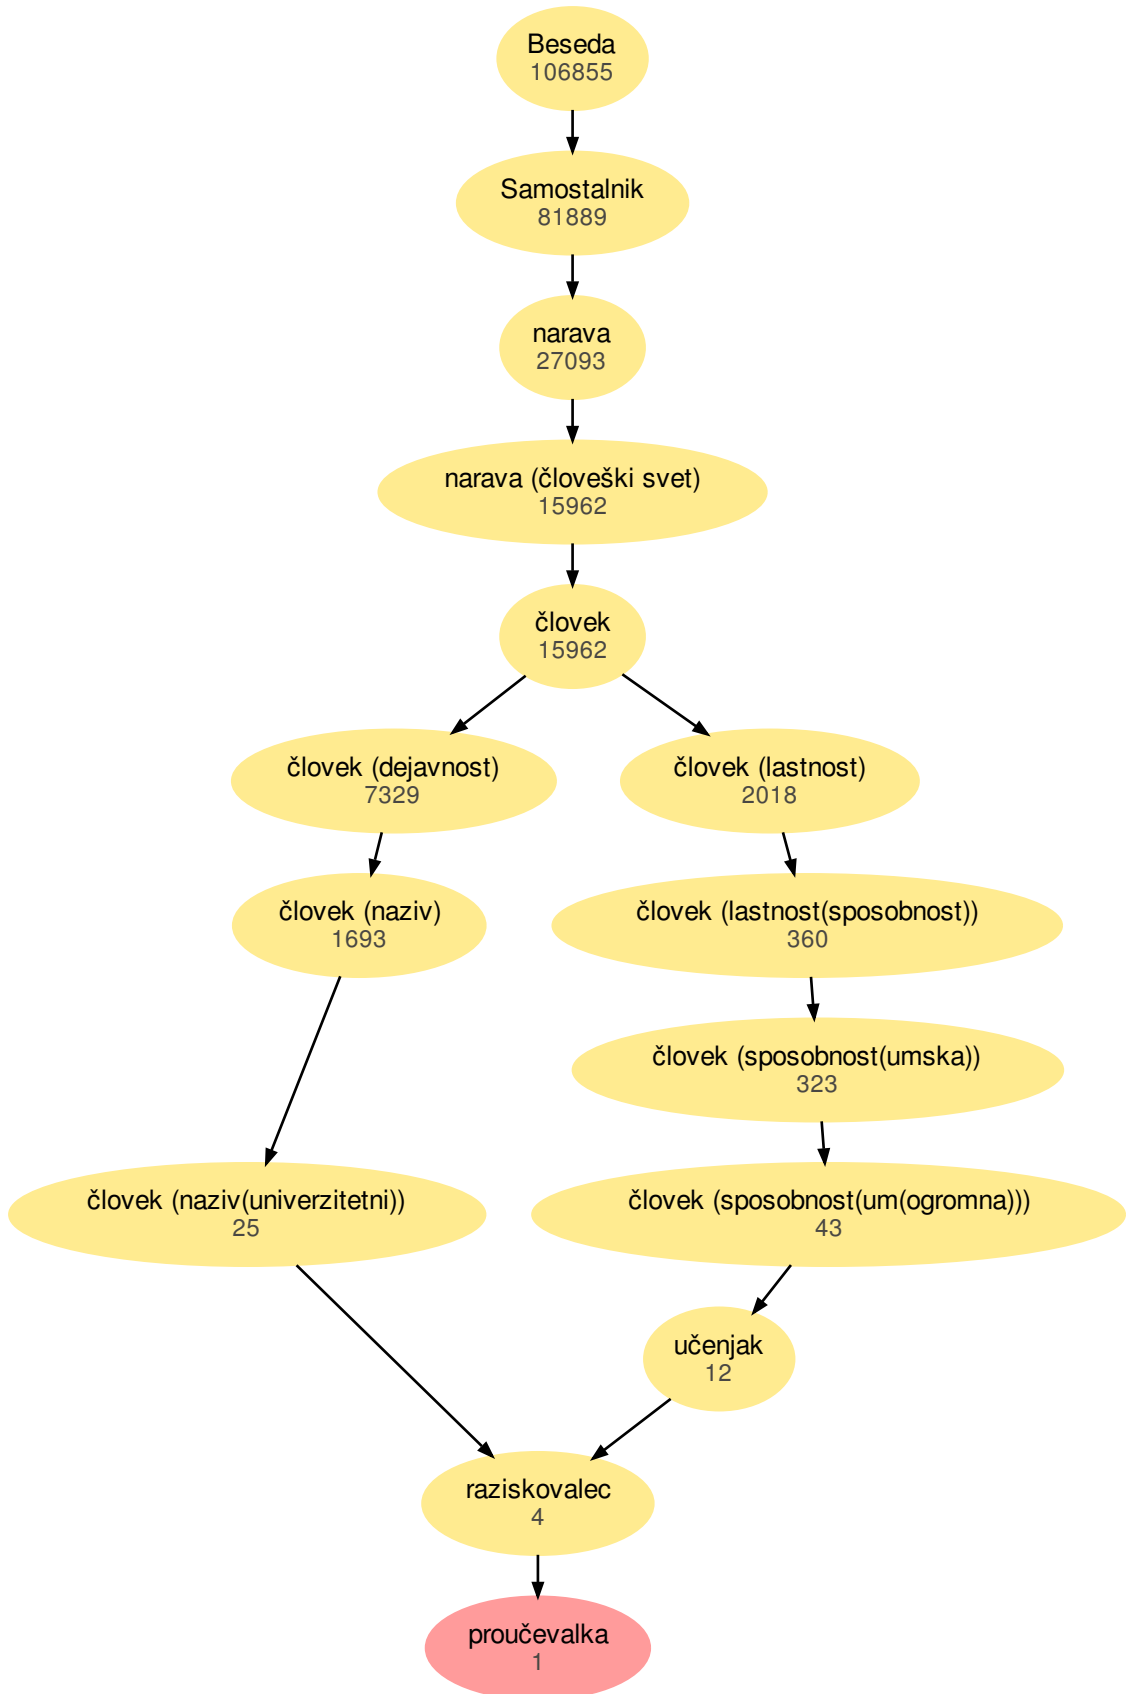 Beseda
106855
Samostalnik
81889
narava
27093
narava (človeški svet)
15962
človek
15962
človek (dejavnost)
7329
človek (lastnost)
2018
človek (naziv)
1693
človek (lastnost(sposobnost))
360
človek (sposobnost(umska))
323
človek (naziv(univerzitetni))
25
človek (sposobnost(um(ogromna)))
43
učenjak
12
raziskovalec
4
proučevalka
1